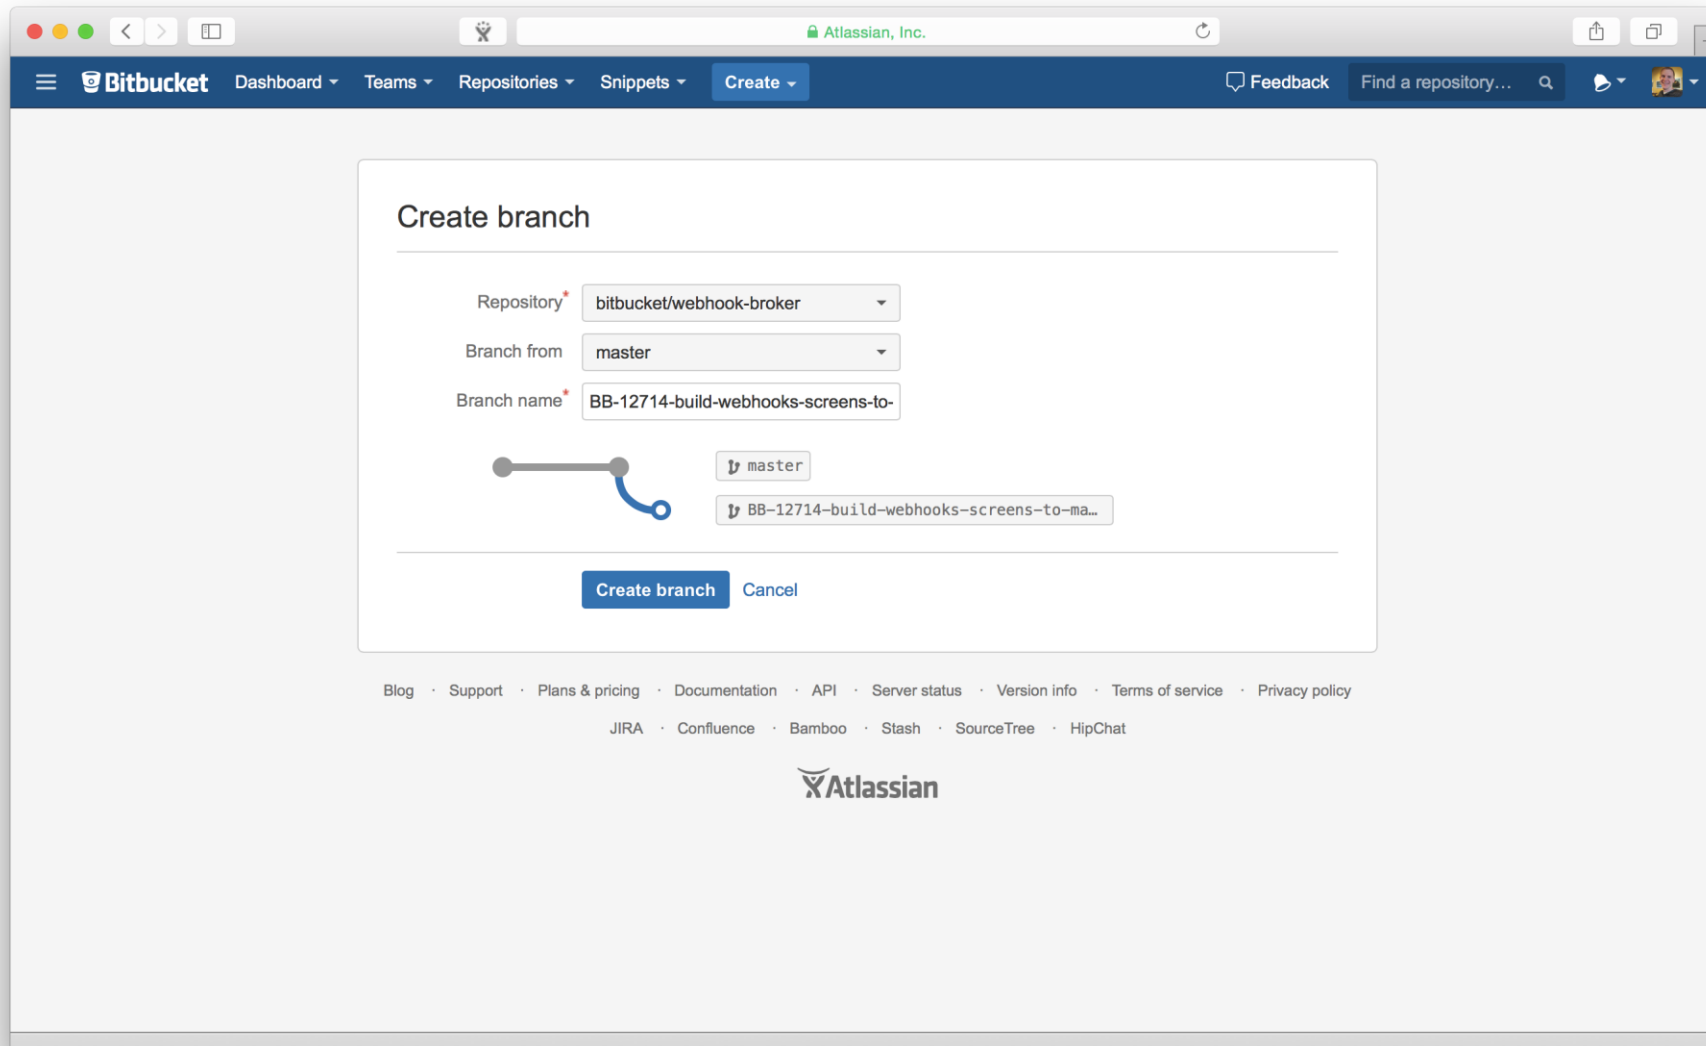 Atlassian, Inc.
Bitbucket Dashboard Teams Repositories Snippets Create Feedback Find a repository...
Create branch
Repository* bitbucket/webhook-broker
Branch from master
Branch name* BB-12714-build-webhooks-screens-to-
master
BB-12714-build-webhooks-screens-to-ma…
Create branch Cancel
Blog · Support · Plans & pricing · Documentation · API · Server status · Version info · Terms of service · Privacy policy
JIRA · Confluence · Bamboo · Stash · SourceTree · HipChat
Atlassian